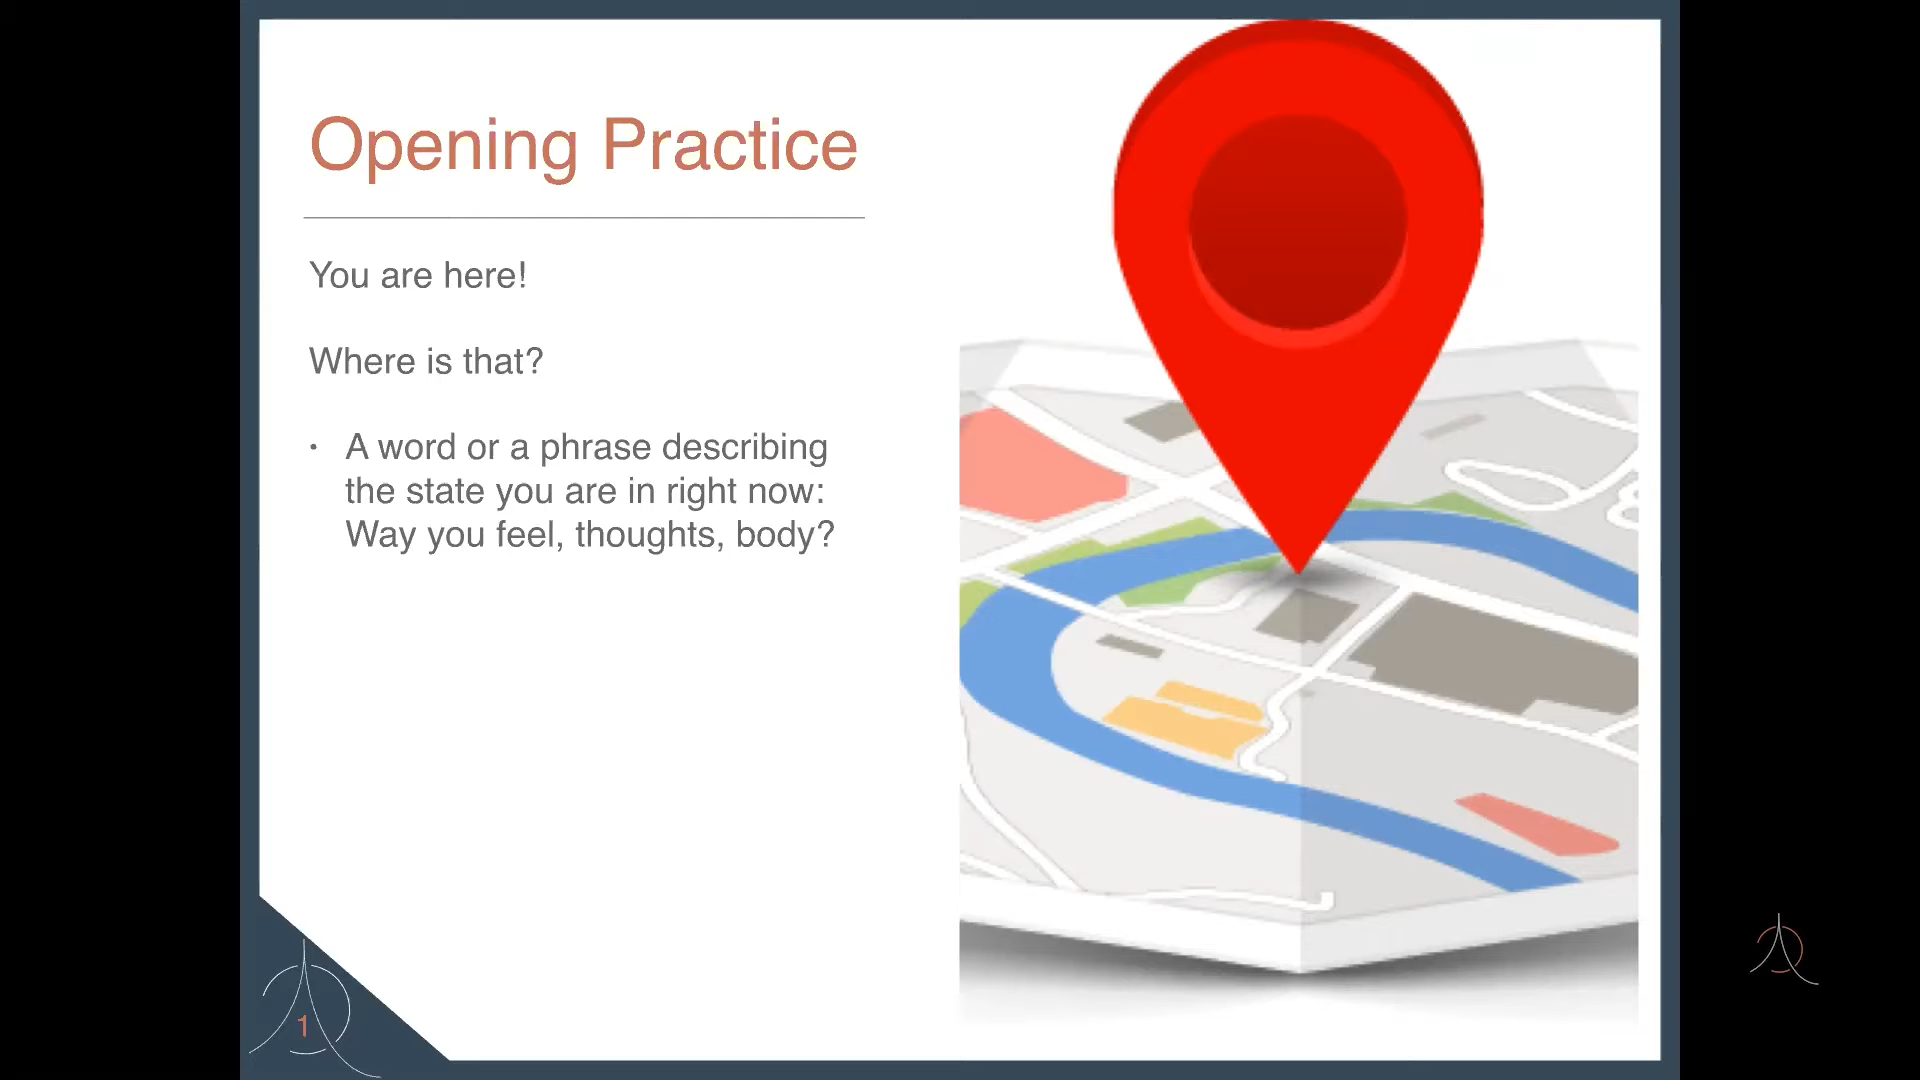 Opening Practice
You are here!
Where is that?
• A word or a phrase describing
the state you are in right now:
Way you feel, thoughts, body?
1